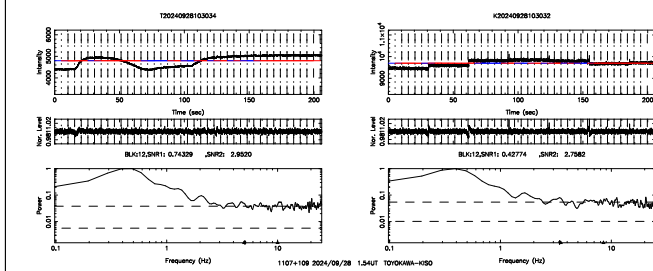 T20240928103034
K20240928103032
Intensity
4000 5000 6000
0 50 100 150 200
Time (sec)
Intensity
9000 10⁴ 1.1×10⁴
0 50 100 150 200
Time (sec)
Nor. Level
0.98 1 1.02
Nor. Level
0.98 1 1.02
BLK:12,SNR1: 0.74329 ,SNR2: 2.9520
BLK:12,SNR1: 0.42774 ,SNR2: 2.7562
Power
0.01 0.1 1
0.1 1 10
Frequency (Hz)
Power
0.01 0.1 1
0.1 1 10
Frequency (Hz)
1107+109 2024/09/28 1.54UT TOYOKAWA-KISO